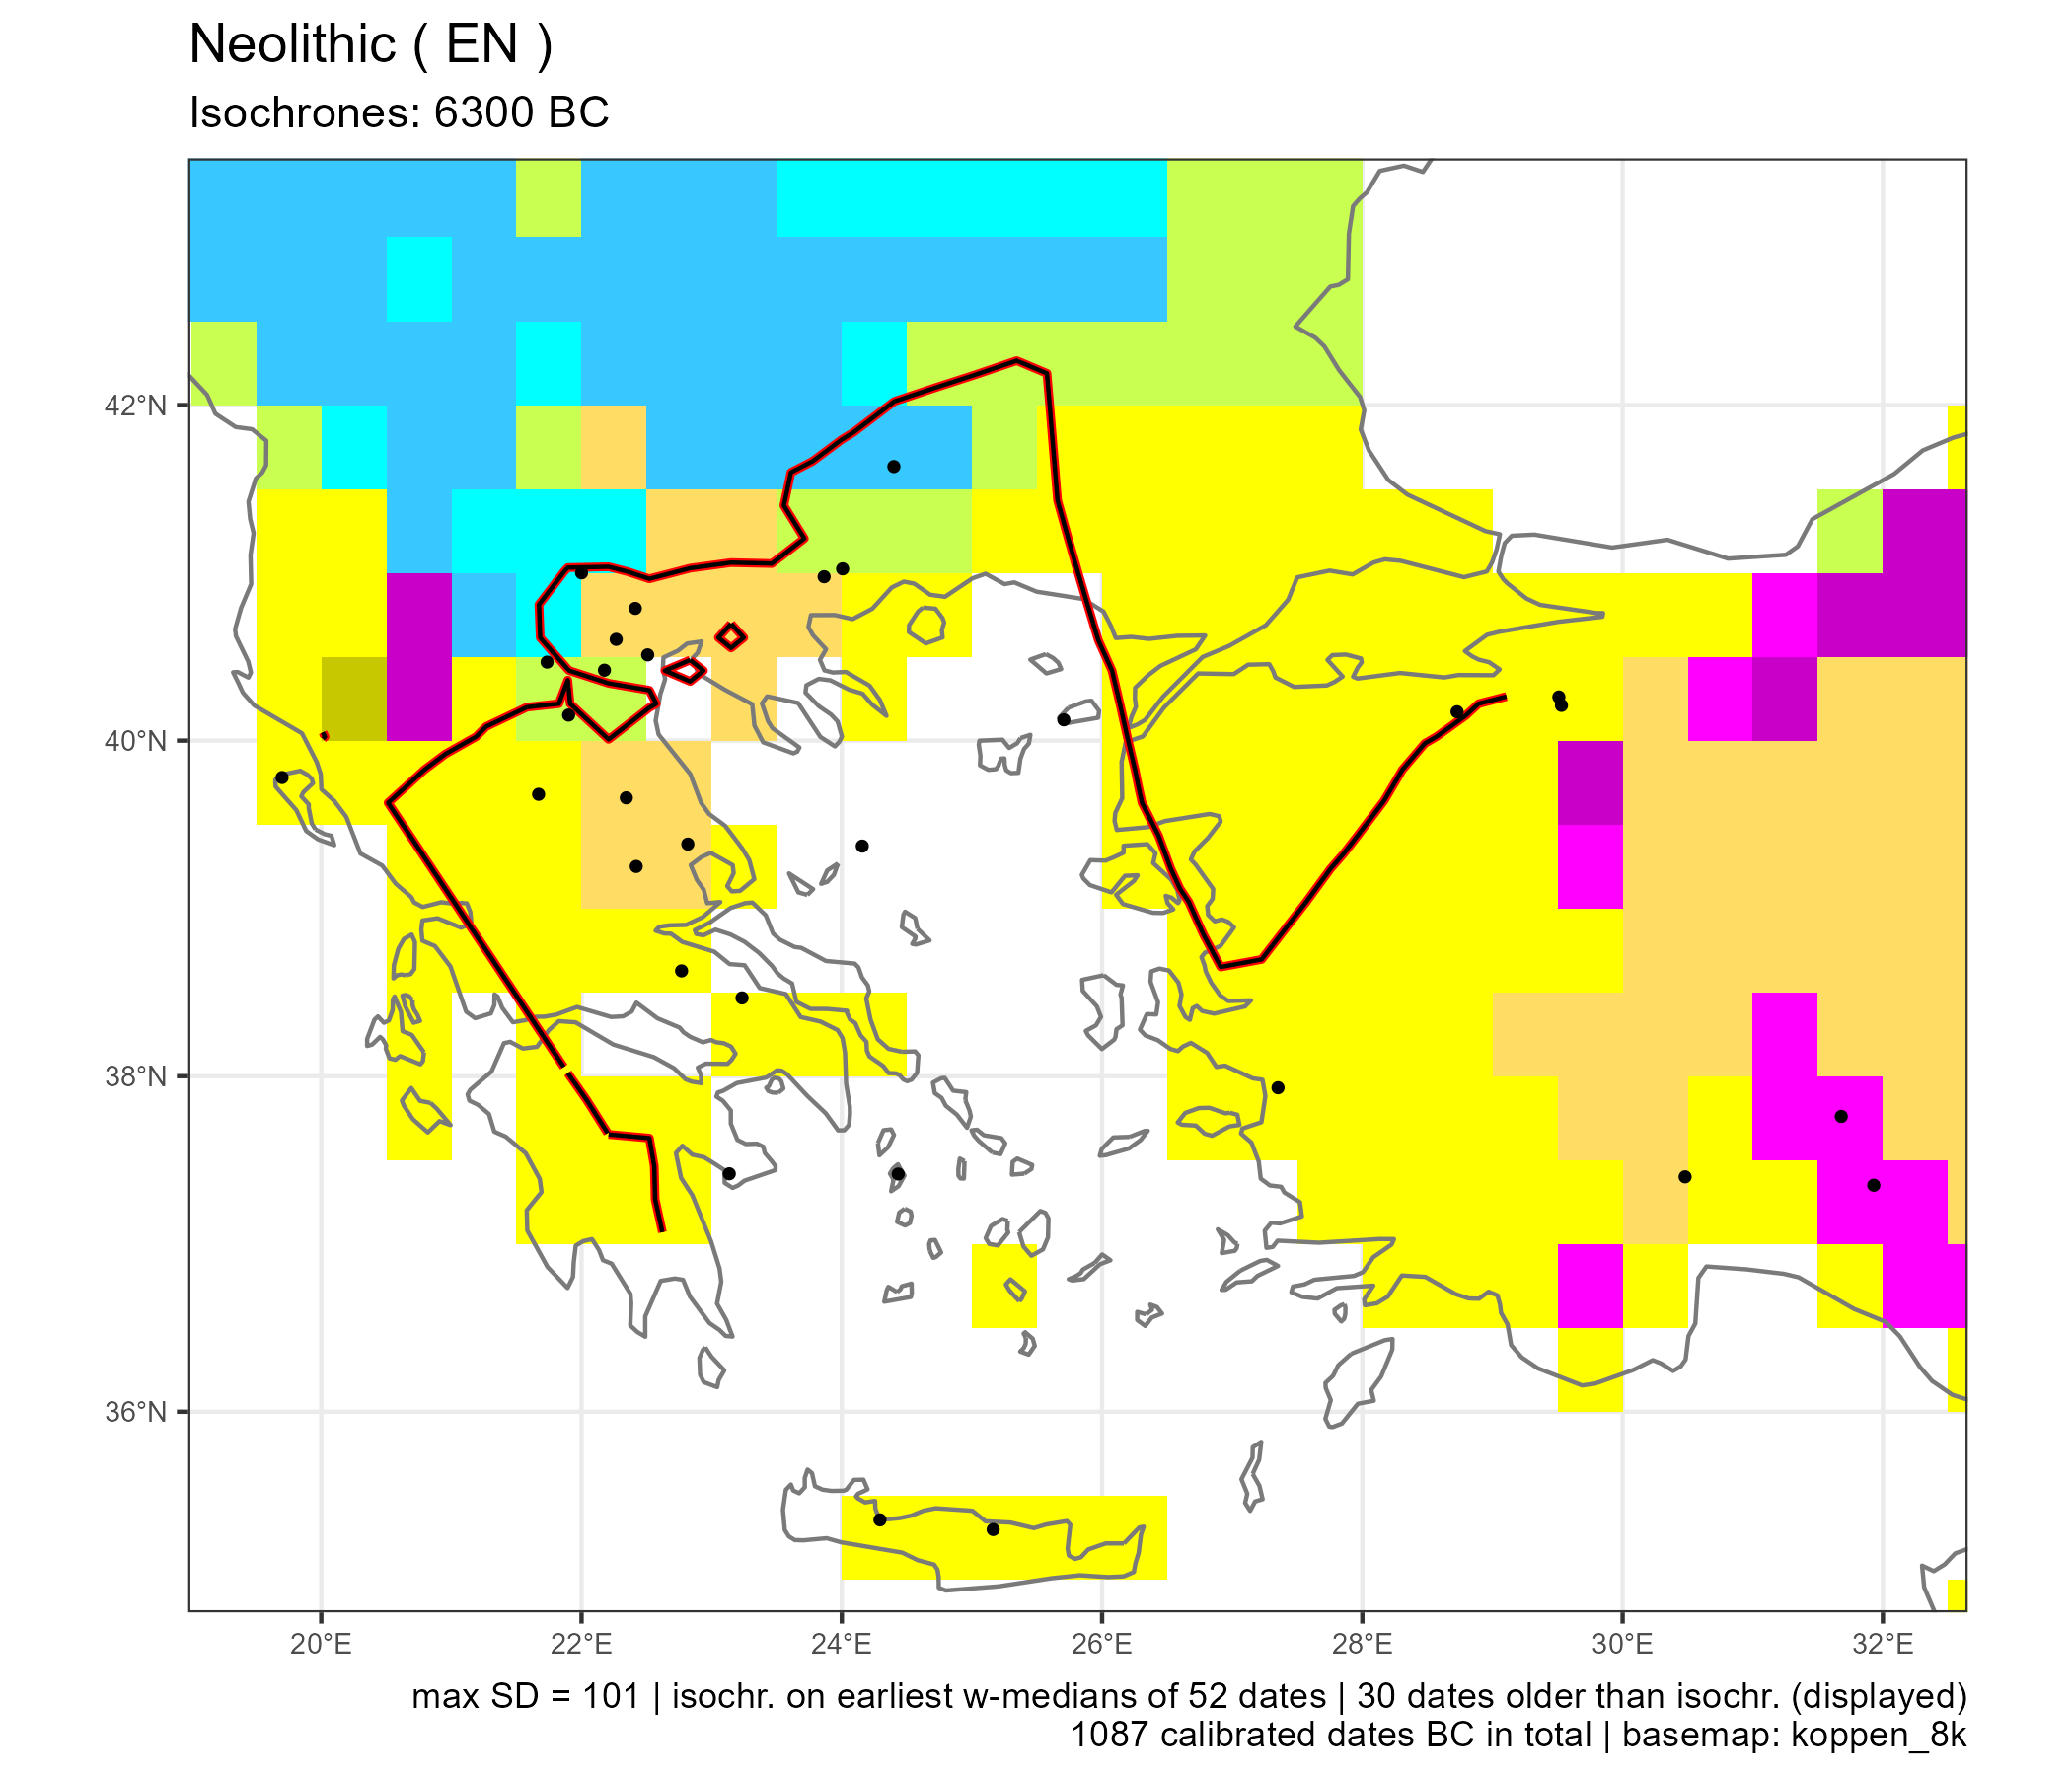 Neolithic ( EN )
Isochrones: 6300 BC
42°N
40°N
38°N
36°N
20°E 22°E 24°E 26°E 28°E 30°E 32°E
max SD = 101 | isochr. on earliest w-medians of 52 dates | 30 dates older than isochr. (displayed)
1087 calibrated dates BC in total | basemap: koppen_8k